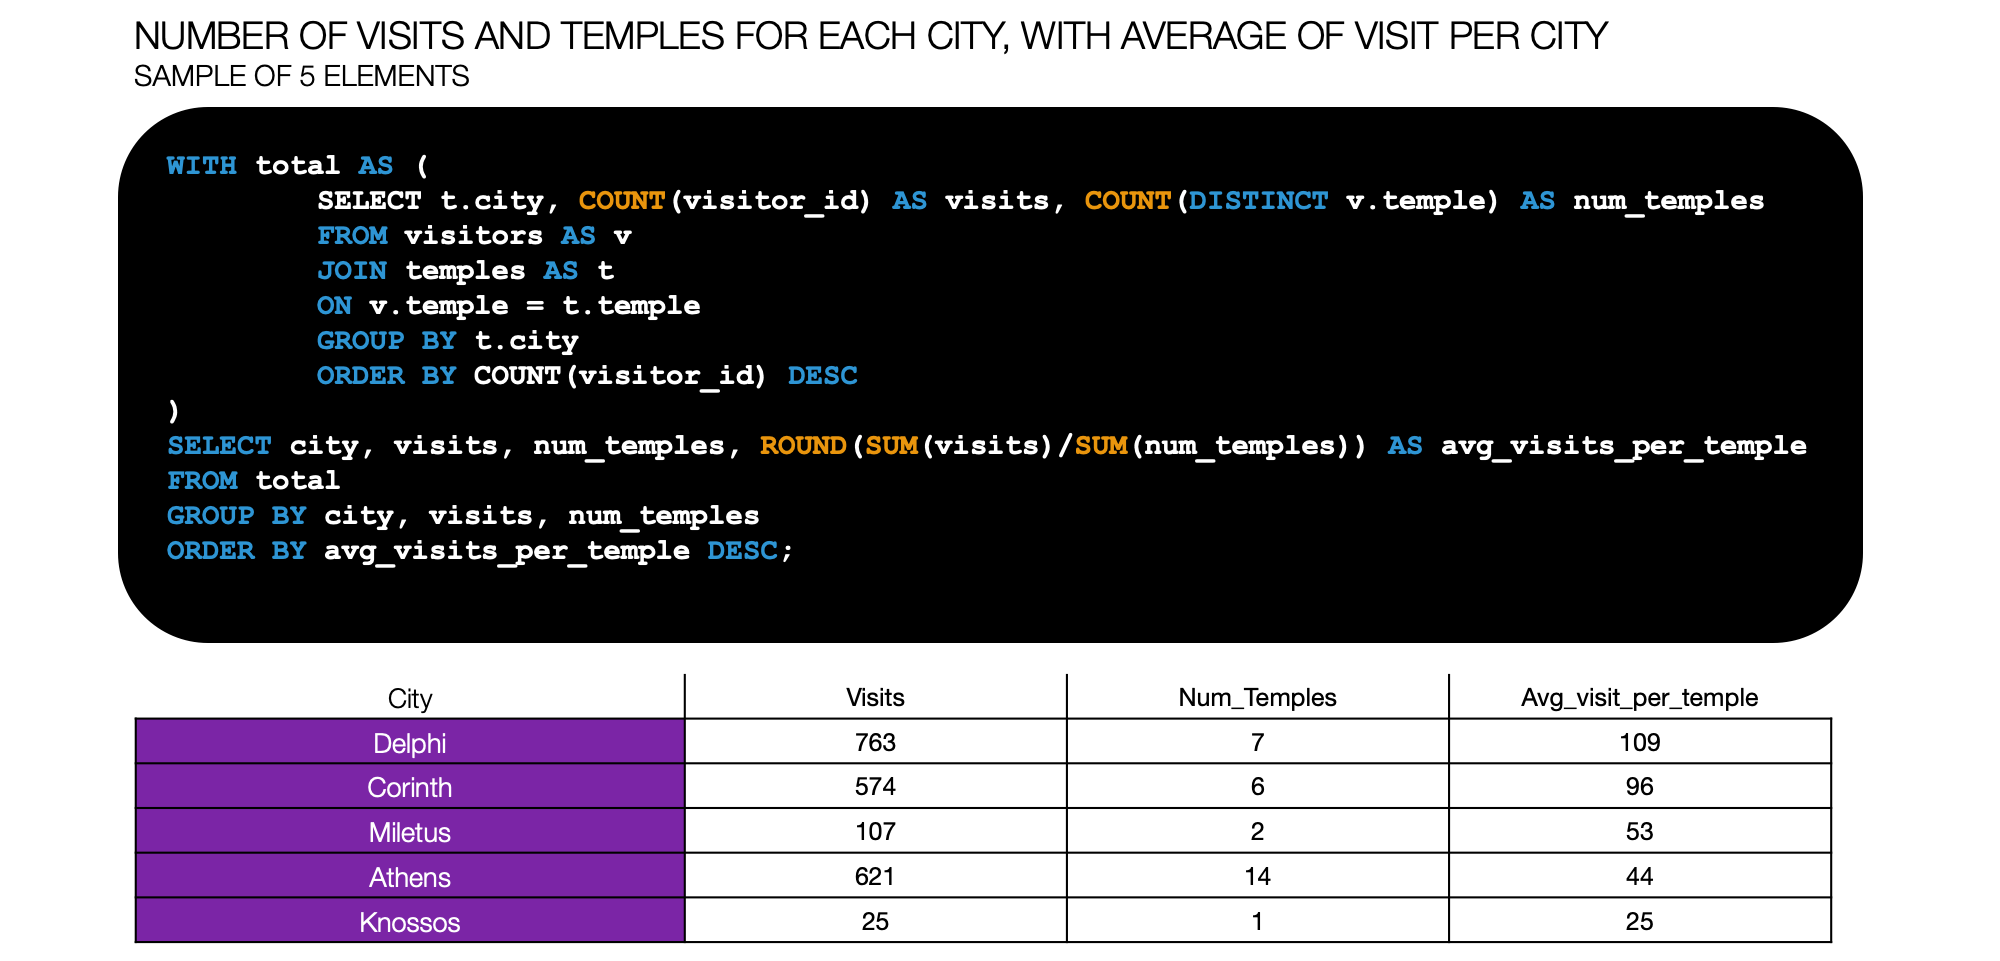 NUMBER OF VISITS AND TEMPLES FOR EACH CITY, WITH AVERAGE OF VISIT PER CITY
SAMPLE OF 5 ELEMENTS
WITH total AS (
SELECT t.city, COUNT(visitor_id) AS visits, COUNT(DISTINCT v.temple) AS num_temples
FROM visitors AS v
JOIN temples AS t
ON v.temple = t.temple
GROUP BY t.city
ORDER BY COUNT(visitor_id) DESC
)
SELECT city, visits, num_temples, ROUND(SUM(visits)/SUM(num_temples)) AS avg_visits_per_temple
FROM total
GROUP BY city, visits, num_temples
ORDER BY avg_visits_per_temple DESC;
City Visits Num_Temples Avg_visit_per_temple
Delphi 763 7 109
Corinth 574 6 96
Miletus 107 2 53
Athens 621 14 44
Knossos 25 1 25